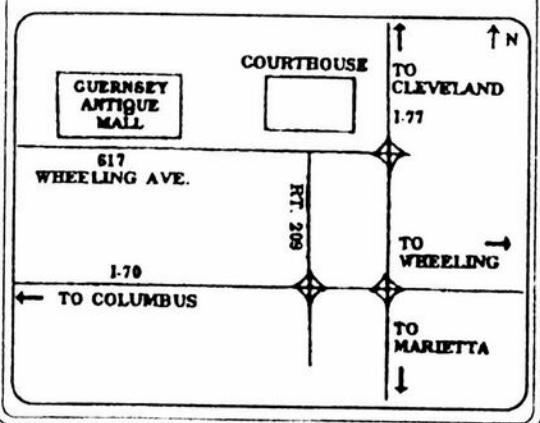 N
COURTHOUSE
TO
CLEVELAND
GUERNSEY
ANTIQUE
MALL
I-77
617
WHEELING AVE.
RT. 209
TO
WHEELING
I-70
TO COLUMBUS
TO
MARIETTA